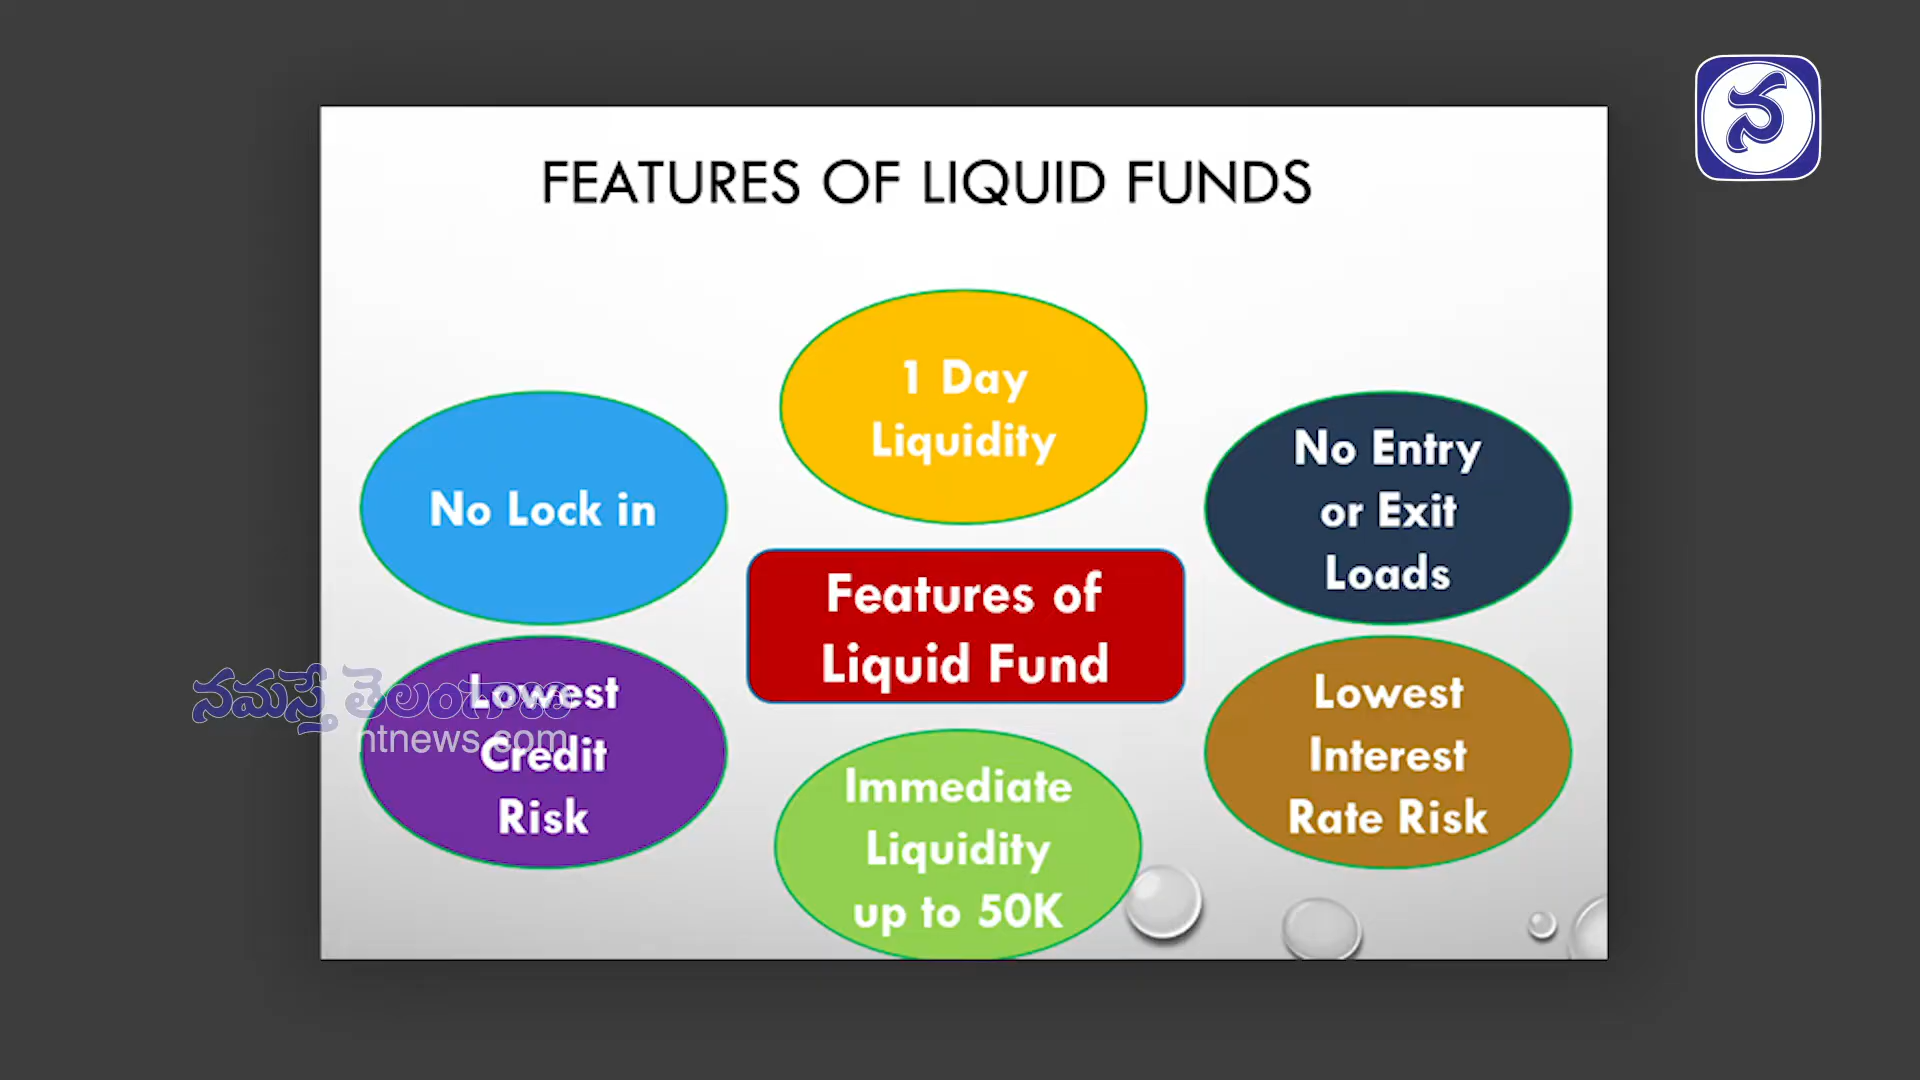 న
FEATURES OF LIQUID FUNDS
1 Day
Liquidity
No Lock in
No Entry
or Exit
Loads
Features of
Liquid Fund
నమస్తే తెలంగాణ
ntnews.com
Lowest
Credit
Risk
Lowest
Interest
Rate Risk
Immediate
Liquidity
up to 50K